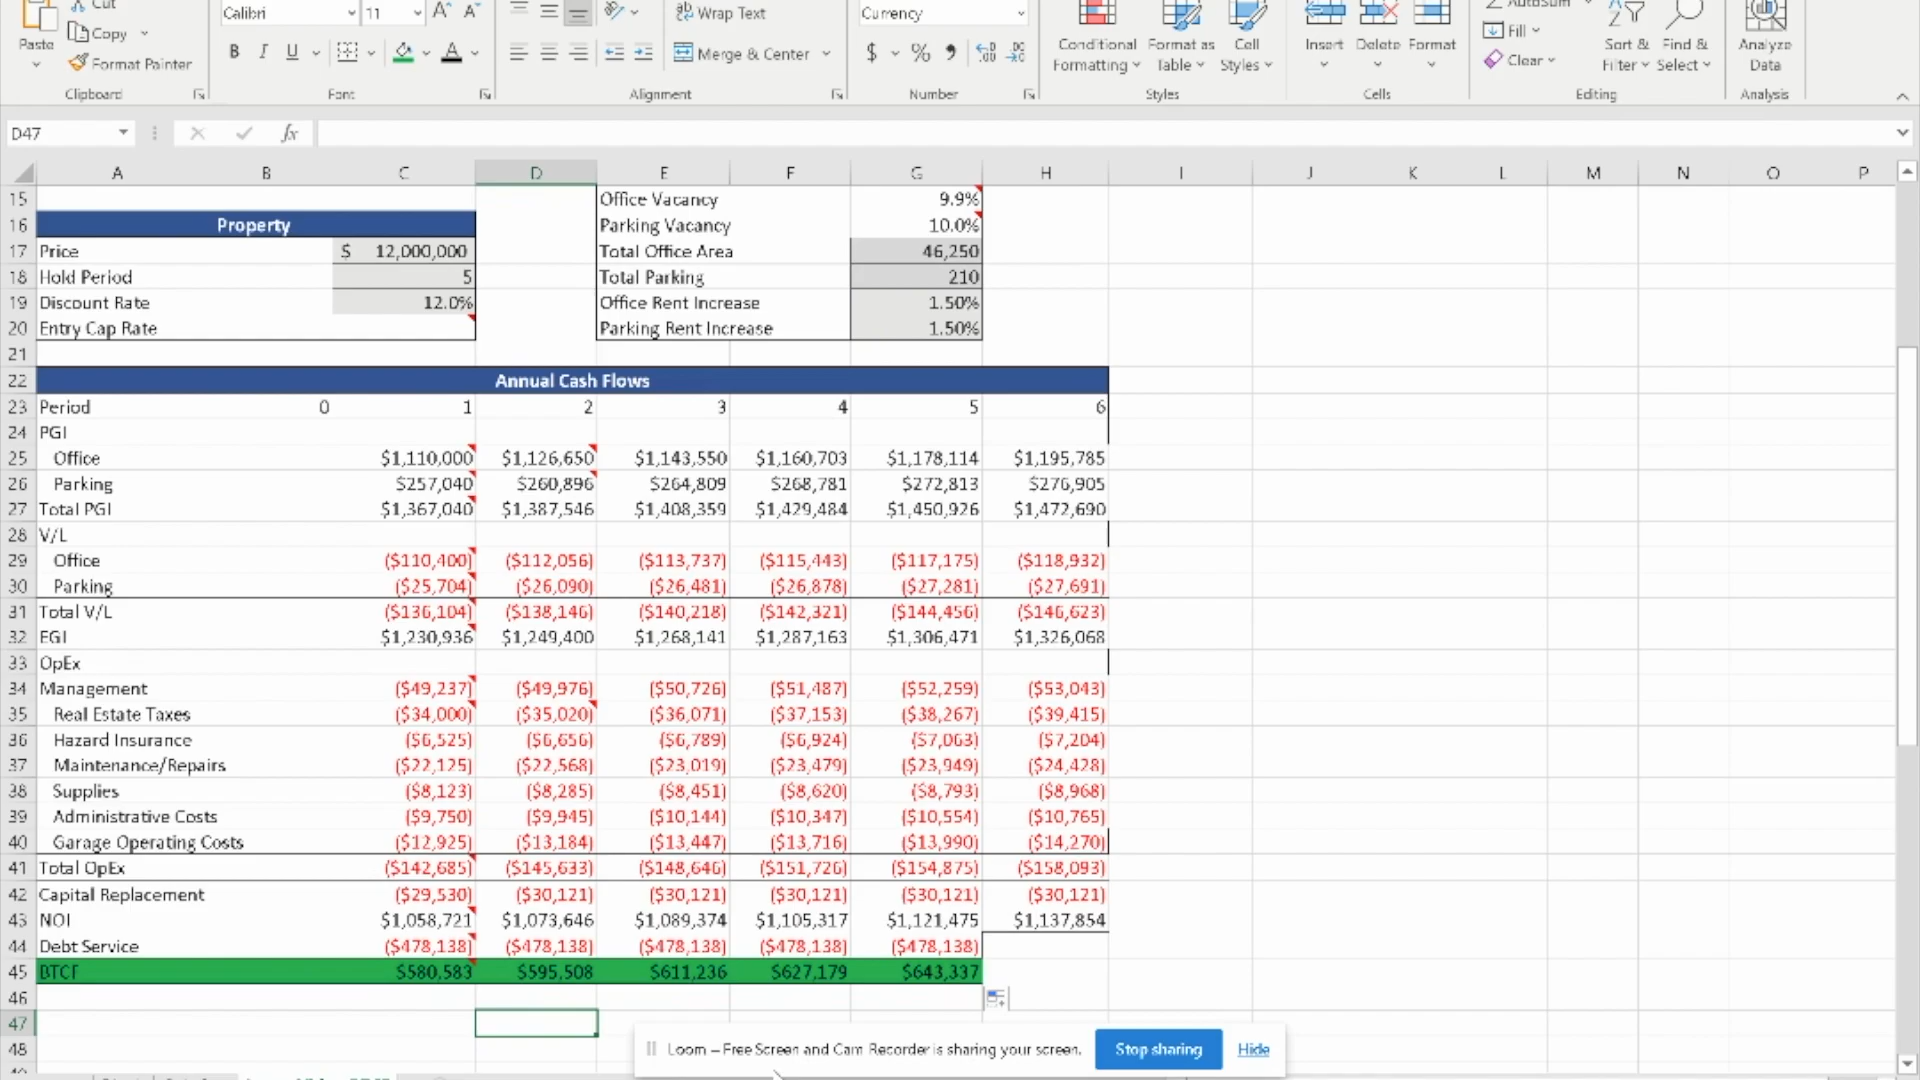 Cut
Copy
Paste
Format Painter
Clipboard
Calibri 11 A A
B I U A
Font
Wrap Text
Merge & Center
Alignment
Currency
$ % 9
Number
Conditional Formatting
Format as Table
Cell Styles
Styles
Insert Delete Format
Cells
AutoSum
Fill
Clear
Sort & Filter
Find & Select
Editing
Analyze Data
Analysis
D47 fx
A B C D E F G H I J K L M N O P
15 Office Vacancy 9.9%
16 Property Parking Vacancy 10.0%
17 Price $ 12,000,000 Total Office Area 46,250
18 Hold Period 5 Total Parking 210
19 Discount Rate 12.0% Office Rent Increase 1.50%
20 Entry Cap Rate Parking Rent Increase 1.50%
21
22 Annual Cash Flows
23 Period 0 1 2 3 4 5 6
24 PGI
25 Office $1,110,000 $1,126,650 $1,143,550 $1,160,703 $1,178,114 $1,195,785
26 Parking $257,040 $260,896 $264,809 $268,781 $272,813 $276,905
27 Total PGI $1,367,040 $1,387,546 $1,408,359 $1,429,484 $1,450,926 $1,472,690
28 V/L
29 Office ($110,400) ($112,056) ($113,737) ($115,443) ($117,175) ($118,932)
30 Parking ($25,704) ($26,090) ($26,481) ($26,878) ($27,281) ($27,691)
31 Total V/L ($136,104) ($138,146) ($140,218) ($142,321) ($144,456) ($146,623)
32 EGI $1,230,936 $1,249,400 $1,268,141 $1,287,163 $1,306,471 $1,326,068
33 OpEx
34 Management ($49,237) ($49,976) ($50,726) ($51,487) ($52,259) ($53,043)
35 Real Estate Taxes ($34,000) ($35,020) ($36,071) ($37,153) ($38,267) ($39,415)
36 Hazard Insurance ($6,525) ($6,656) ($6,789) ($6,924) ($7,063) ($7,204)
37 Maintenance/Repairs ($22,125) ($22,568) ($23,019) ($23,479) ($23,949) ($24,428)
38 Supplies ($8,123) ($8,285) ($8,451) ($8,620) ($8,793) ($8,968)
39 Administrative Costs ($9,750) ($9,945) ($10,144) ($10,347) ($10,554) ($10,765)
40 Garage Operating Costs ($12,925) ($13,184) ($13,447) ($13,716) ($13,990) ($14,270)
41 Total OpEx ($142,685) ($145,633) ($148,646) ($151,726) ($154,875) ($158,093)
42 Capital Replacement ($29,530) ($30,121) ($30,121) ($30,121) ($30,121) ($30,121)
43 NOI $1,058,721 $1,073,646 $1,089,374 $1,105,317 $1,121,475 $1,137,854
44 Debt Service ($478,138) ($478,138) ($478,138) ($478,138) ($478,138)
45 BTCF $580,583 $595,508 $611,236 $627,179 $643,337
46
47
48
Loom – Free Screen and Cam Recorder is sharing your screen. Stop sharing Hide